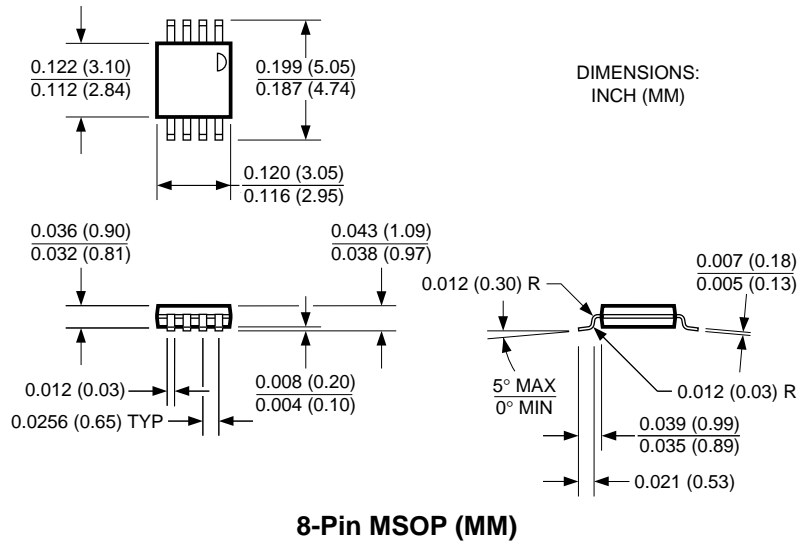 0.122 (3.10)
0.112 (2.84)
0.199 (5.05)
0.187 (4.74)
DIMENSIONS:
INCH (MM)
0.120 (3.05)
0.116 (2.95)
0.036 (0.90)
0.032 (0.81)
0.043 (1.09)
0.038 (0.97)
0.007 (0.18)
0.005 (0.13)
0.012 (0.30) R
0.012 (0.03)
0.008 (0.20)
0.004 (0.10)
5° MAX
0° MIN
0.012 (0.03) R
0.0256 (0.65) TYP
0.039 (0.99)
0.035 (0.89)
0.021 (0.53)
8-Pin MSOP (MM)